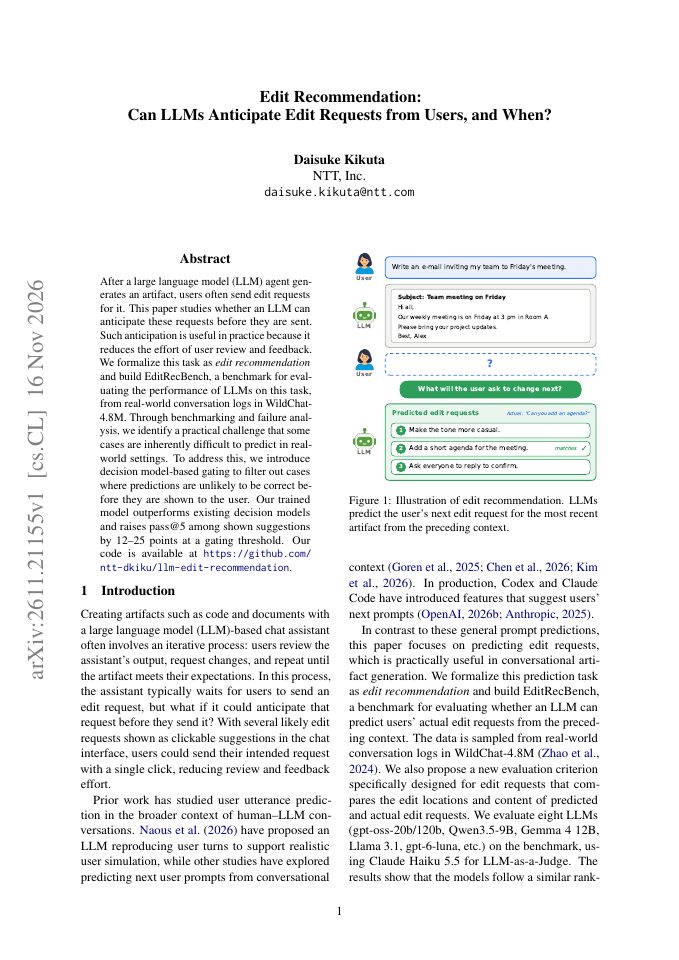 Edit Recommendation:
Can LLMs Anticipate Edit Requests from Users, and When?
Daisuke Kikuta
NTT, Inc.
daisuke.kikuta@ntt.com
arXiv:2611.21155v1 [cs.CL] 16 Nov 2026
Abstract
After a large language model (LLM) agent gen-
erates an artifact, users often send edit requests
for it. This paper studies whether an LLM can
anticipate these requests before they are sent.
Such anticipation is useful in practice because it
reduces the effort of user review and feedback.
We formalize this task as edit recommendation
and build EditRecBench, a benchmark for eval-
uating the performance of LLMs on this task,
from real-world conversation logs in WildChat-
4.8M. Through benchmarking and failure anal-
ysis, we identify a practical challenge that some
cases are inherently difficult to predict in real-
world settings. To address this, we introduce
decision model-based gating to filter out cases
where predictions are unlikely to be correct be-
fore they are shown to the user. Our trained
model outperforms existing decision models
and raises pass@5 among shown suggestions
by 12–25 points at a gating threshold. Our
code is available at https://github.com/
ntt-dkiku/llm-edit-recommendation.
1 Introduction
Creating artifacts such as code and documents with
a large language model (LLM)-based chat assistant
often involves an iterative process: users review the
assistant's output, request changes, and repeat until
the artifact meets their expectations. In this process,
the assistant typically waits for users to send an
edit request, but what if it could anticipate that
request before they send it? With several likely edit
requests shown as clickable suggestions in the chat
interface, users could send their intended request
with a single click, reducing review and feedback
effort.
Prior work has studied user utterance predic-
tion in the broader context of human–LLM con-
versations. Naous et al. (2026) have proposed an
LLM reproducing user turns to support realistic
user simulation, while other studies have explored
predicting next user prompts from conversational
User
Write an e-mail inviting my team to Friday's meeting.
LLM
Subject: Team meeting on Friday
Hi all,
Our weekly meeting is on Friday at 3 pm in Room A.
Please bring your project updates.
Best, Alex
User
?
What will the user ask to change next?
LLM
Predicted edit requests
Actual: "Can you add an agenda?"
1 Make the tone more casual.
2 Add a short agenda for the meeting. matches ✓
3 Ask everyone to reply to confirm.
Figure 1: Illustration of edit recommendation. LLMs
predict the user's next edit request for the most recent
artifact from the preceding context.
context (Goren et al., 2025; Chen et al., 2026; Kim
et al., 2026). In production, Codex and Claude
Code have introduced features that suggest users'
next prompts (OpenAI, 2026b; Anthropic, 2025).
In contrast to these general prompt predictions,
this paper focuses on predicting edit requests,
which is practically useful in conversational arti-
fact generation. We formalize this prediction task
as edit recommendation and build EditRecBench,
a benchmark for evaluating whether an LLM can
predict users' actual edit requests from the preced-
ing context. The data is sampled from real-world
conversation logs in WildChat-4.8M (Zhao et al.,
2024). We also propose a new evaluation criterion
specifically designed for edit requests that com-
pares the edit locations and content of predicted
and actual edit requests. We evaluate eight LLMs
(gpt-oss-20b/120b, Qwen3.5-9B, Gemma 4 12B,
Llama 3.1, gpt-6-luna, etc.) on the benchmark, us-
ing Claude Haiku 5.5 for LLM-as-a-Judge. The
results show that the models follow a similar rank-
1